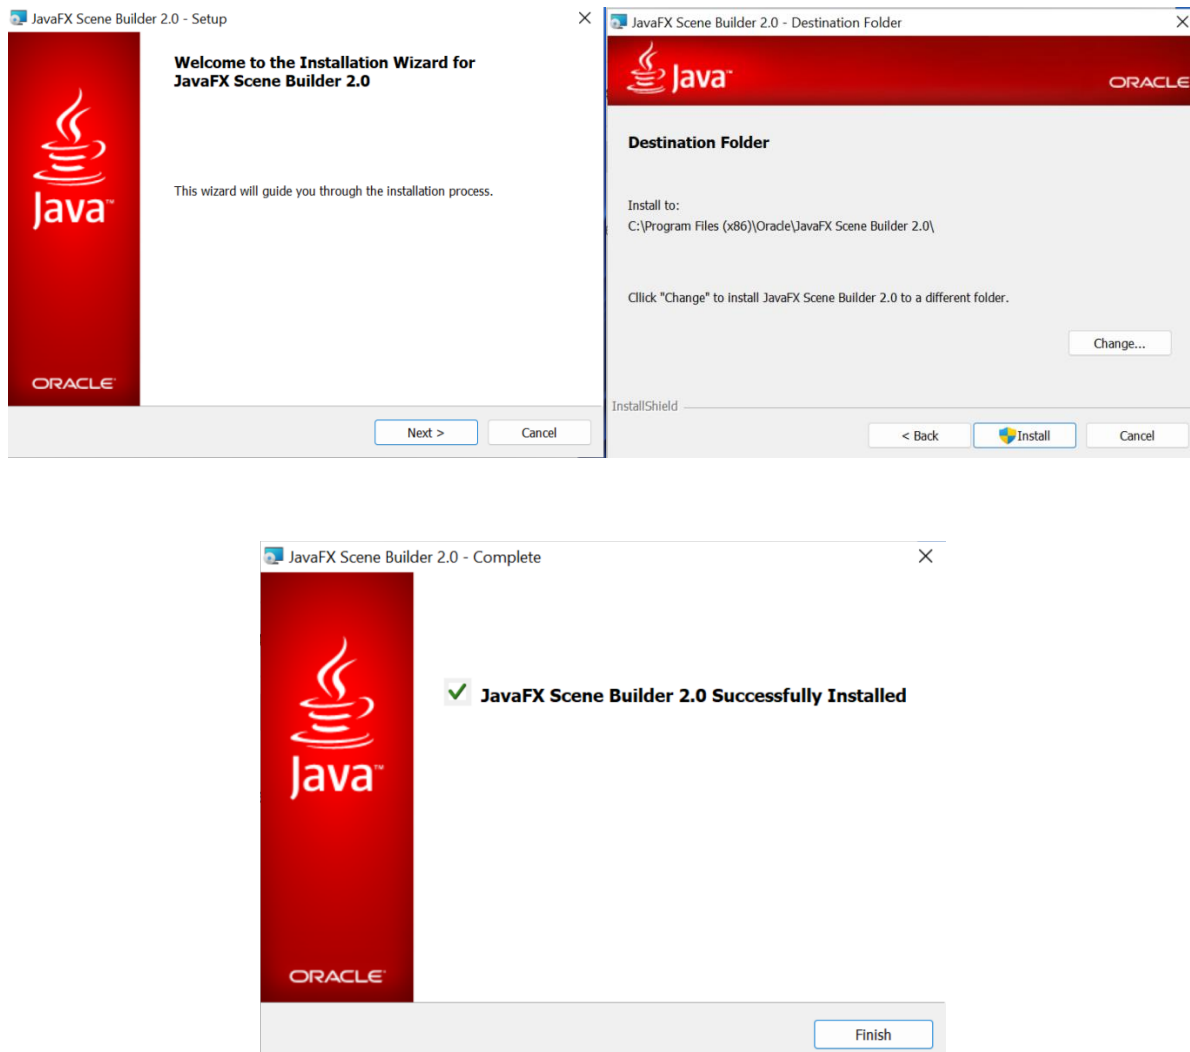 JavaFX Scene Builder 2.0 - Setup
Welcome to the Installation Wizard for
JavaFX Scene Builder 2.0
This wizard will guide you through the installation process.
Java™
ORACLE
Next >
Cancel
JavaFX Scene Builder 2.0 - Destination Folder
Java™
ORACLE
Destination Folder
Install to:
C:\Program Files (x86)\Oracle\JavaFX Scene Builder 2.0\
Cllick "Change" to install JavaFX Scene Builder 2.0 to a different folder.
Change...
InstallShield
< Back
Install
Cancel
JavaFX Scene Builder 2.0 - Complete
JavaFX Scene Builder 2.0 Successfully Installed
Java™
ORACLE
Finish